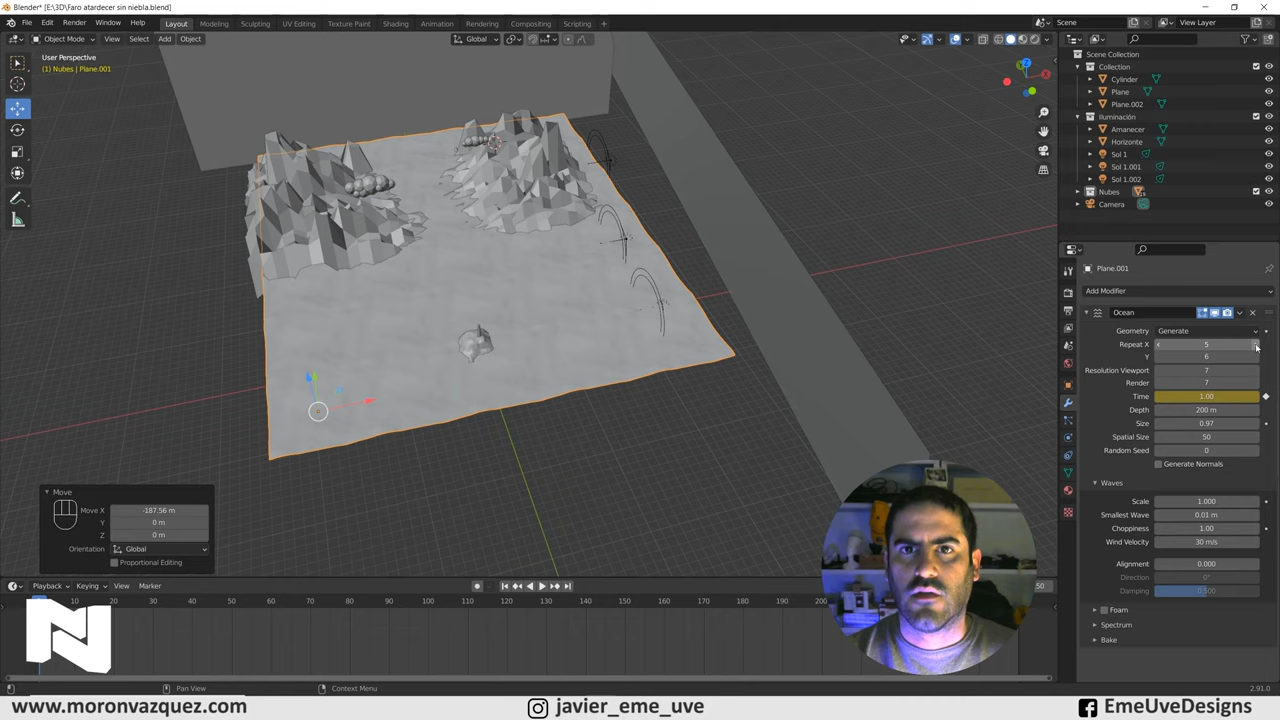 Blender* [E:\3D\Faro atardecer sin niebla.blend]
File Edit Render Window Help Layout Modeling Sculpting UV Editing Texture Paint Shading Animation Rendering Compositing Scripting Scene View Layer
Object Mode View Select Add Object Global
User Perspective
(1) Nubes | Plane.001
Scene Collection
Collection
Cylinder
Plane
Plane.002
Iluminación
Amanecer
Horizonte
Sol 1
Sol 1.001
Sol 1.002
Nubes
Camera
Plane.001
Add Modifier
Ocean
Geometry Generate
Repeat X 5
Y 6
Resolution Viewport 7
Render 7
Time 1.00
Depth 200 m
Size 0.97
Spatial Size 50
Random Seed 0
Generate Normals
Waves
Scale 1.000
Smallest Wave 0.01 m
Choppiness 1.00
Wind Velocity 30 m/s
Alignment 0.000
Direction 0°
Damping 0.500
Foam
Spectrum
Bake
Move
Move X -187.56 m
Y 0 m
Z 0 m
Orientation Global
Proportional Editing
Playback Keying View Marker
10 20 30 40 50 60 70 80 90 100 110 120 130 140 150 160 170 180 190 200
N
Pan View Context Menu 2.91.0
www.moronvazquez.com javier_eme_uve EmeUveDesigns